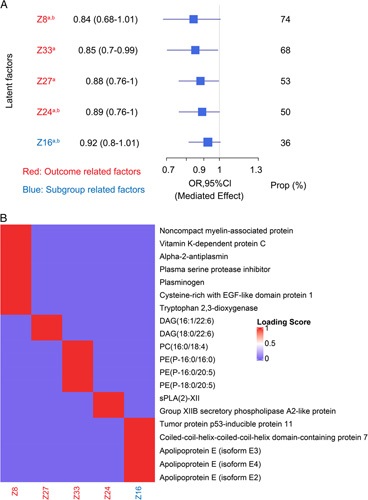 A
Latent factors
Z8a,b 0.84 (0.68-1.01) 74
Z33a 0.85 (0.7-0.99) 68
Z27a 0.88 (0.76-1) 53
Z24a,b 0.89 (0.76-1) 50
Z16a,b 0.92 (0.8-1.01) 36
0.7 0.9 1.1 1.3
Red: Outcome related factors
Blue: Subgroup related factors
OR,95%CI
(Mediated Effect)
Prop (%)
B
Noncompact myelin-associated protein
Vitamin K-dependent protein C
Alpha-2-antiplasmin
Plasma serine protease inhibitor
Plasminogen
Cysteine-rich with EGF-like domain protein 1
Tryptophan 2,3-dioxygenase
DAG(16:1/22:6)
DAG(18:0/22:6)
PC(16:0/18:4)
PE(P-16:0/16:0)
PE(P-16:0/20:5)
PE(P-18:0/20:5)
sPLA(2)-XII
Group XIIB secretory phospholipase A2-like protein
Tumor protein p53-inducible protein 11
Coiled-coil-helix-coiled-coil-helix domain-containing protein 7
Apolipoprotein E (isoform E3)
Apolipoprotein E (isoform E4)
Apolipoprotein E (isoform E2)
Loading Score
1
0.5
0
Z8 Z27 Z33 Z24 Z16